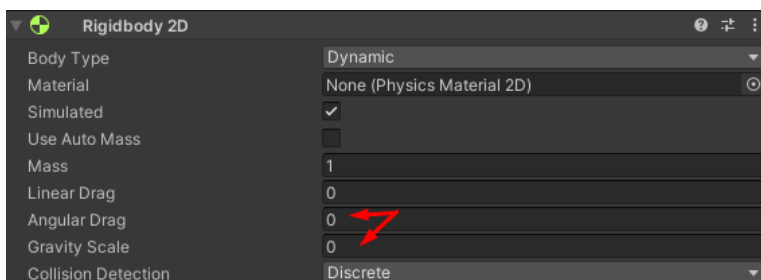 Rigidbody 2D
Body Type Dynamic
Material None (Physics Material 2D)
Simulated
Use Auto Mass
Mass 1
Linear Drag 0
Angular Drag 0
Gravity Scale 0
Collision Detection Discrete